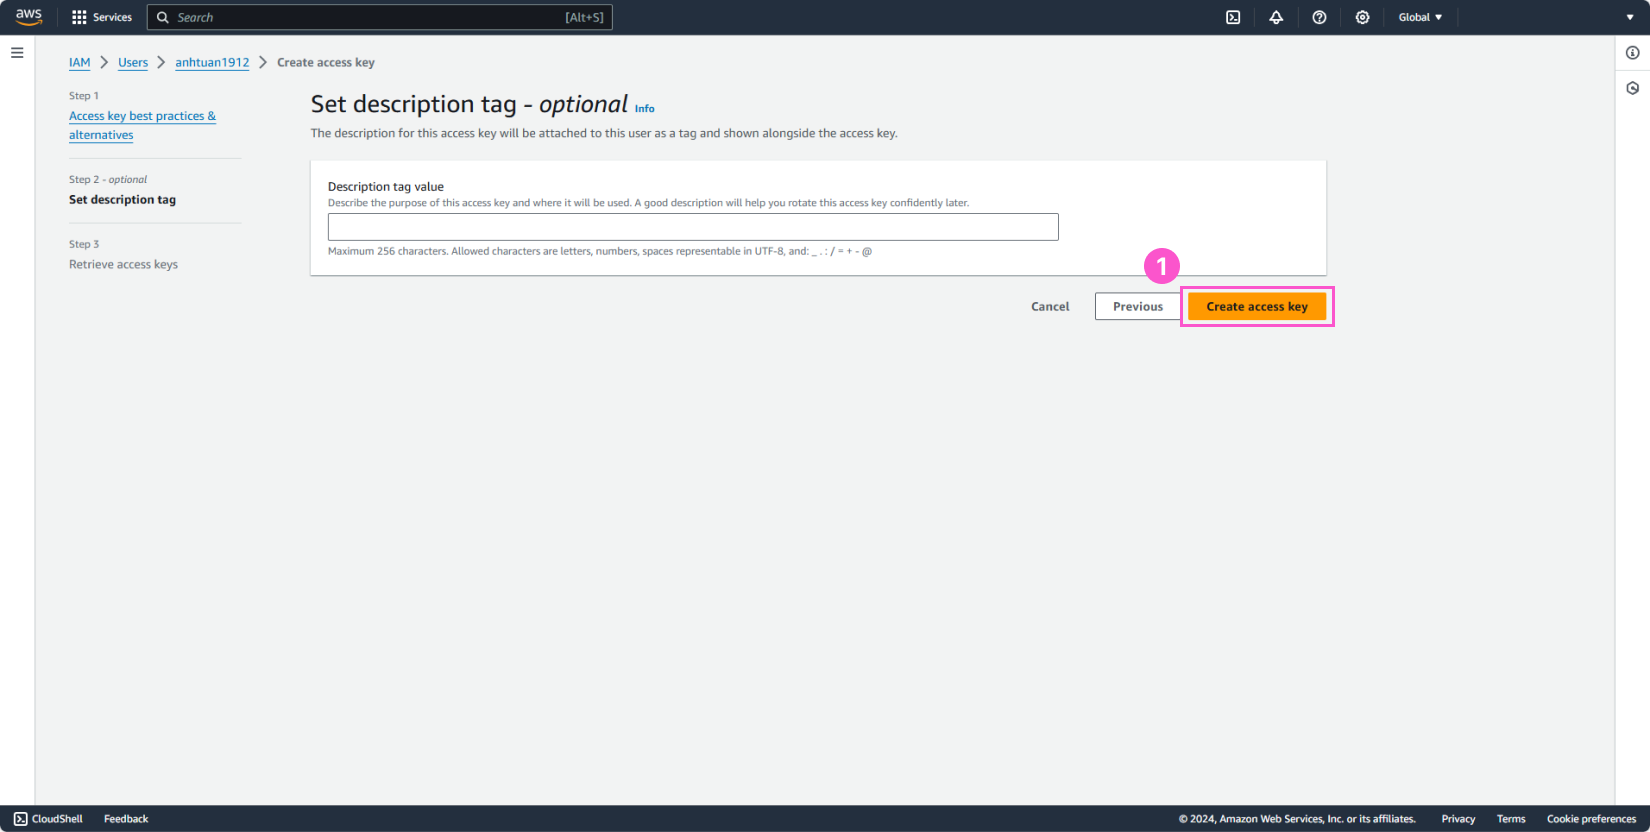 aws
Services
Search
[Alt+S]
Global
IAM
Users
anhtuan1912
Create access key
Step 1
Access key best practices &
alternatives
Step 2 - optional
Set description tag
Step 3
Retrieve access keys
Set description tag - optional Info
The description for this access key will be attached to this user as a tag and shown alongside the access key.
Description tag value
Describe the purpose of this access key and where it will be used. A good description will help you rotate this access key confidently later.
Maximum 256 characters. Allowed characters are letters, numbers, spaces representable in UTF-8, and: _ . : / = + - @
1
Cancel
Previous
Create access key
CloudShell
Feedback
© 2024, Amazon Web Services, Inc. or its affiliates.
Privacy
Terms
Cookie preferences